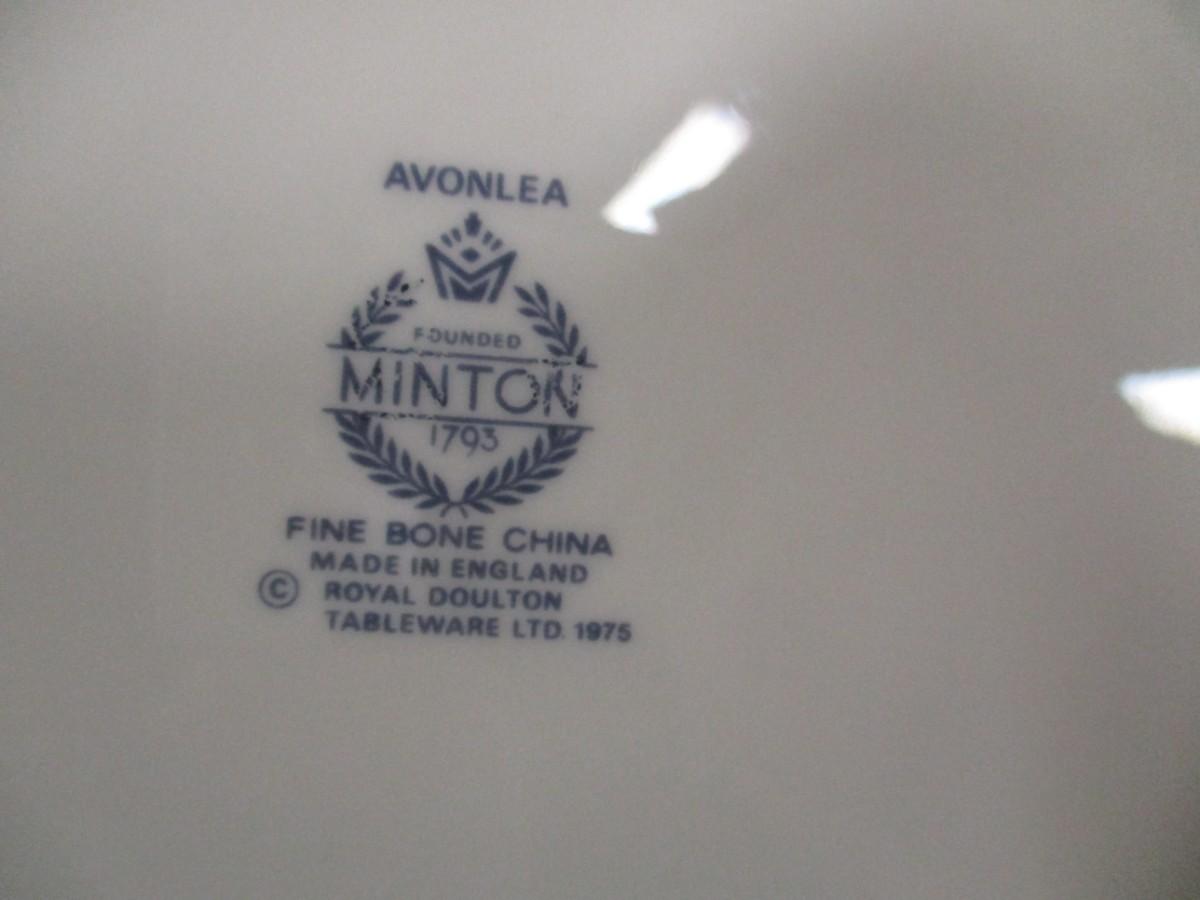 AVONLEA
FOUNDED
MINTON
1793
FINE BONE CHINA
MADE IN ENGLAND
© ROYAL DOULTON
TABLEWARE LTD. 1975